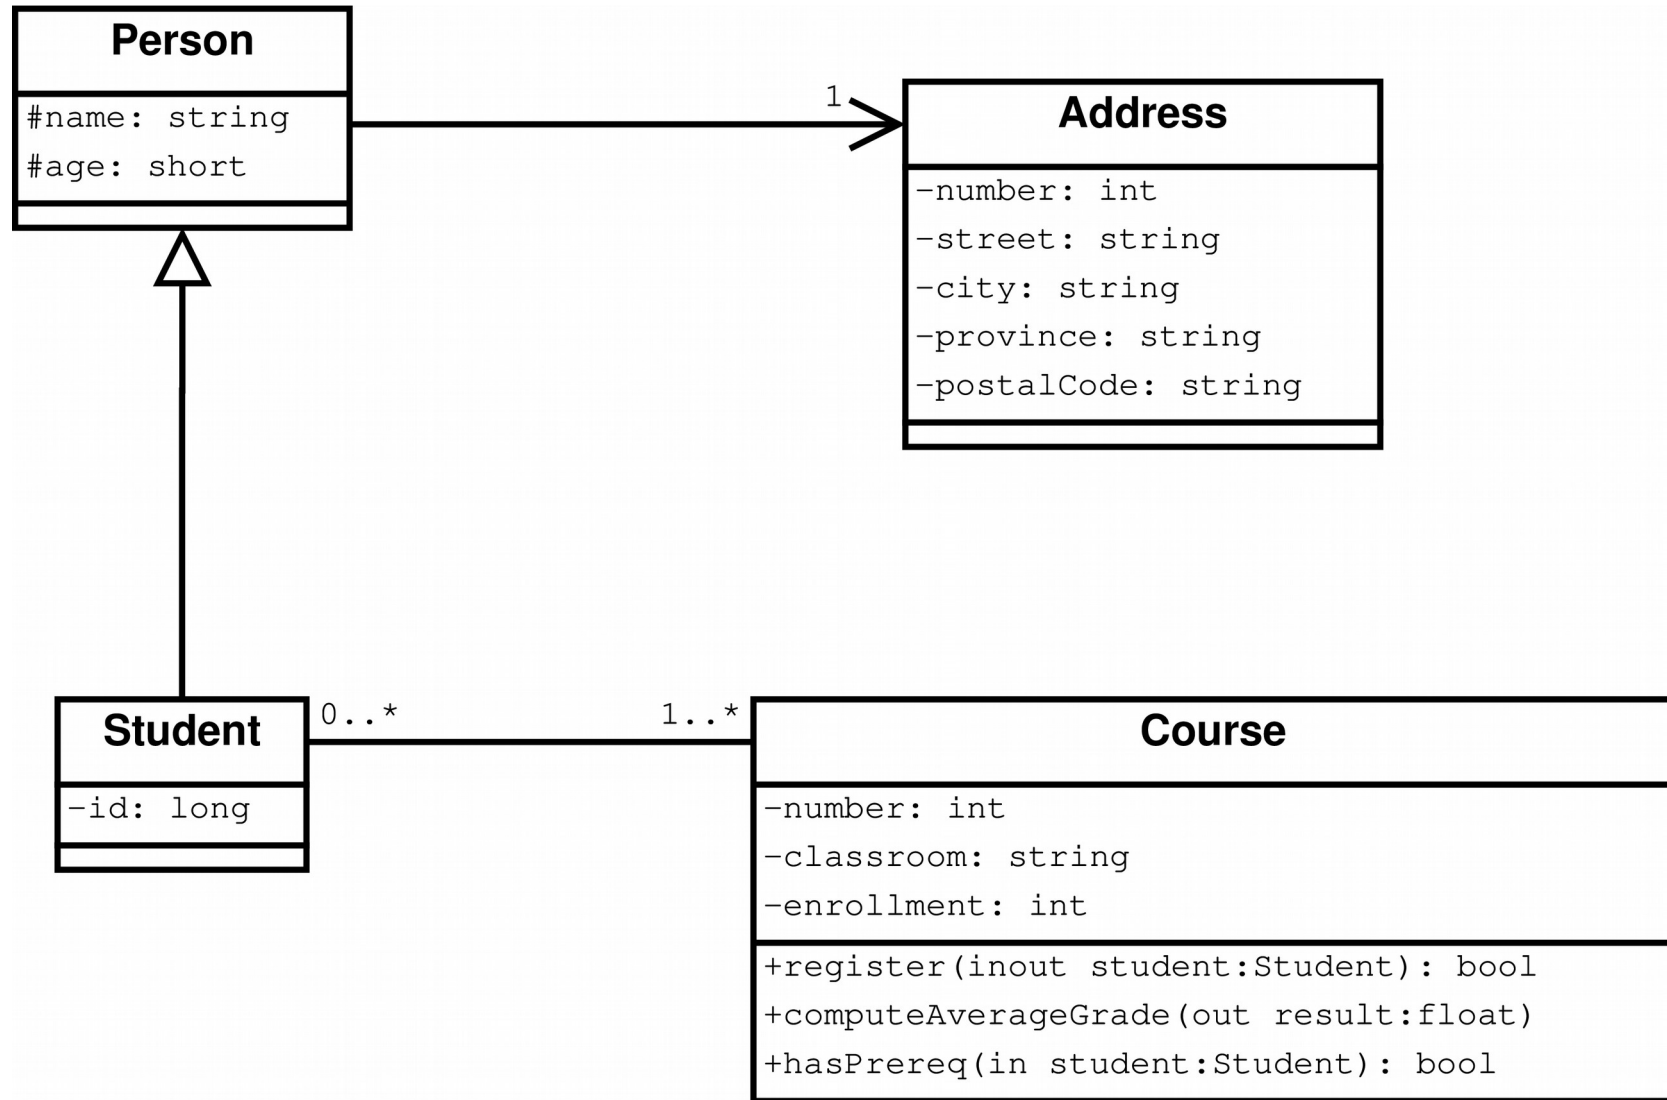 Person
#name: string
#age: short
1
Address
-number: int
-street: string
-city: string
-province: string
-postalCode: string
Student
-id: long
0..*
1..*
Course
-number: int
-classroom: string
-enrollment: int
+register(inout student:Student): bool
+computeAverageGrade(out result:float)
+hasPrereq(in student:Student): bool